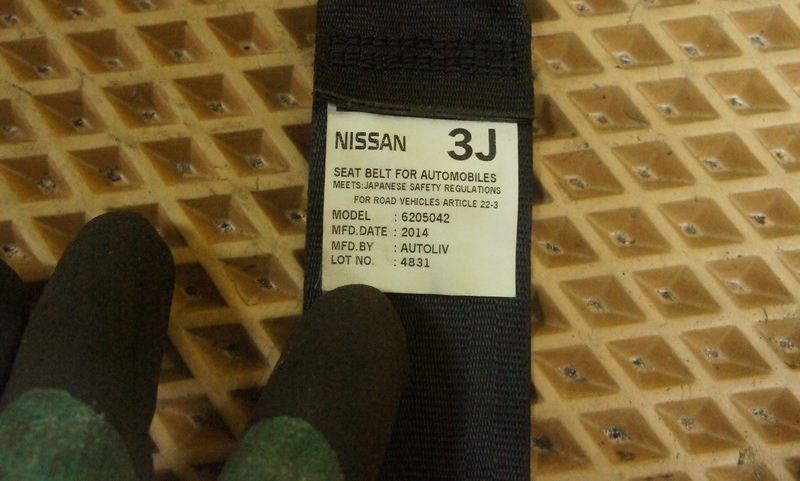 NISSAN 3J
SEAT BELT FOR AUTOMOBILES
MEETS:JAPANESE SAFETY REGULATIONS
FOR ROAD VEHICLES ARTICLE 22-3
MODEL : 6205042
MFD.DATE : 2014
MFD.BY : AUTOLIV
LOT NO. : 4831